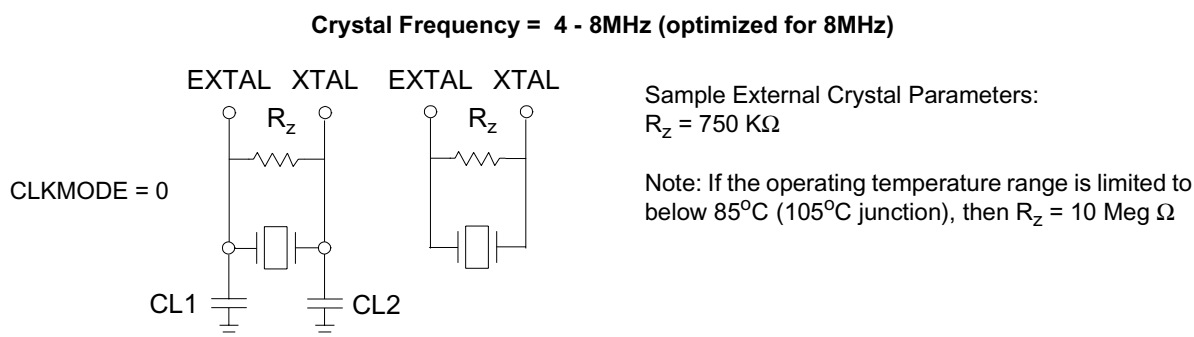 Crystal Frequency = 4 - 8MHz (optimized for 8MHz)
EXTAL XTAL EXTAL XTAL
Rz Rz
CLKMODE = 0
CL1 CL2
Sample External Crystal Parameters:
Rz = 750 KΩ
Note: If the operating temperature range is limited to
below 85oC (105oC junction), then Rz = 10 Meg Ω